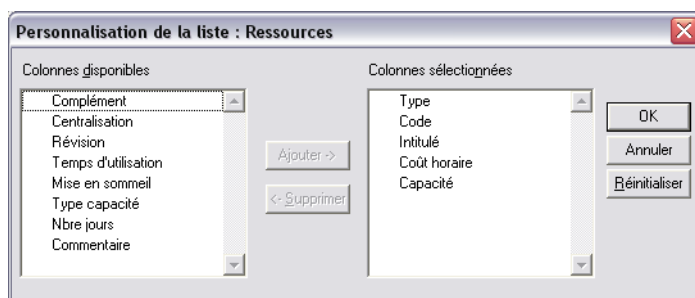 Personnalisation de la liste : Ressources
Colonnes disponibles
Complément
Centralisation
Révision
Temps d'utilisation
Mise en sommeil
Type capacité
Nbre jours
Commentaire
Ajouter ->
<- Supprimer
Colonnes sélectionnées
Type
Code
Intitulé
Coût horaire
Capacité
OK
Annuler
Réinitialiser